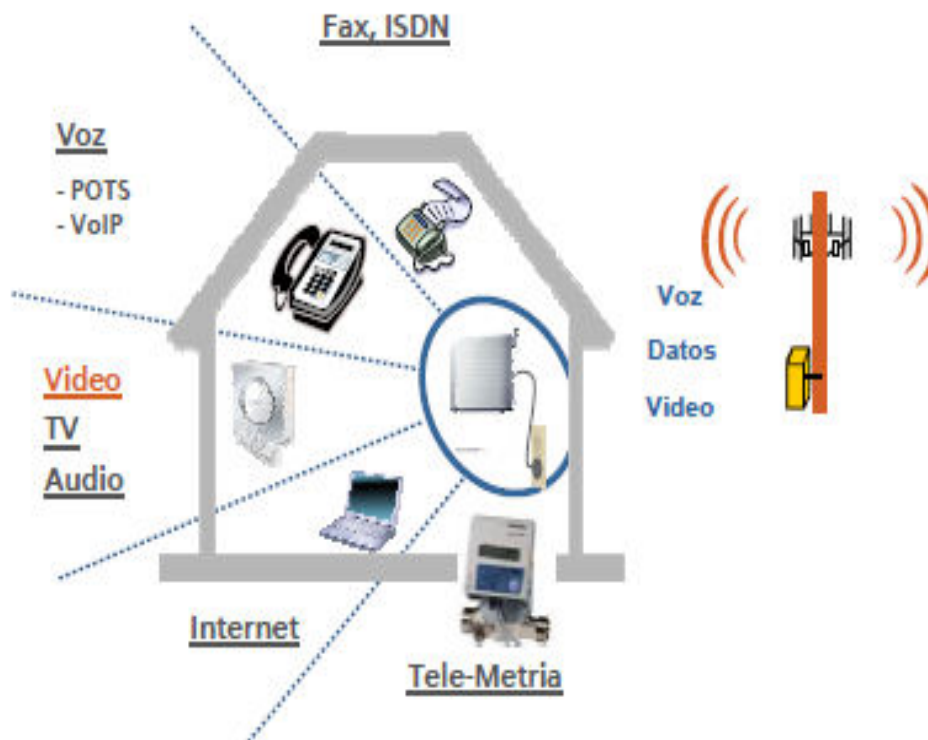 Fax, ISDN
Voz
- POTS
- VoIP
Video
TV
Audio
Internet
Tele-Metria
Voz
Datos
Video